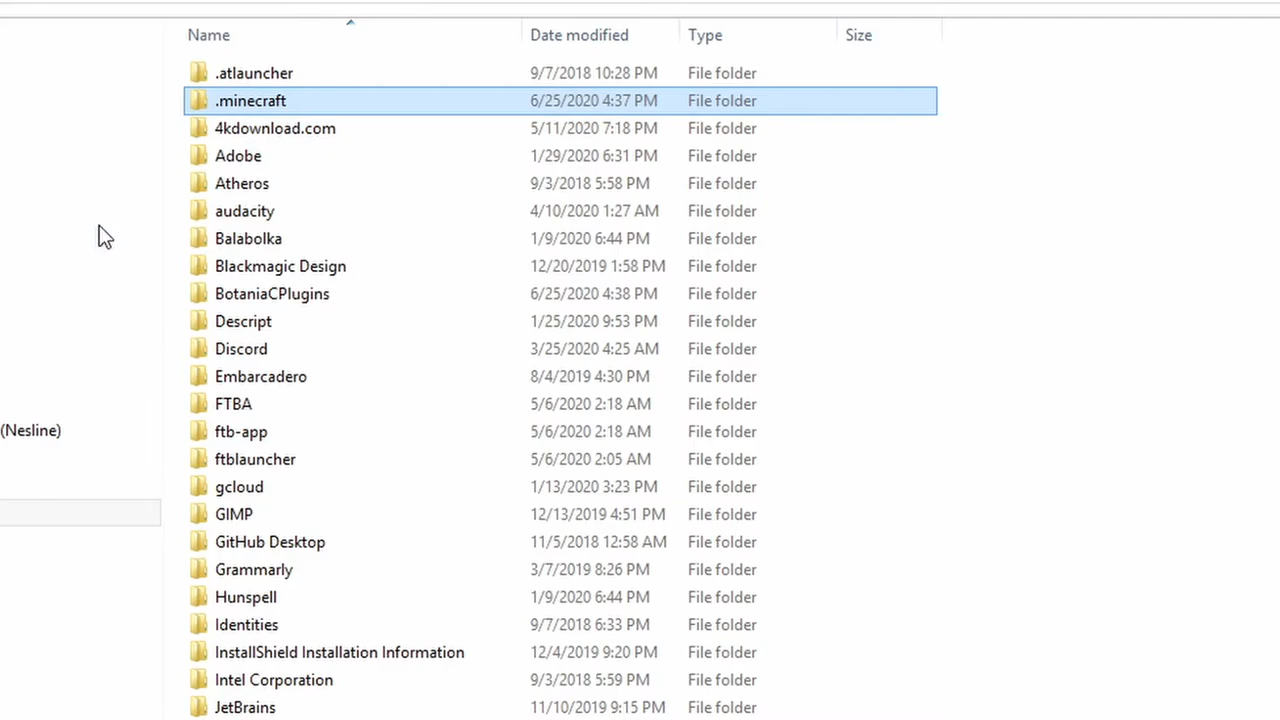 Name Date modified Type Size
.atlauncher 9/7/2018 10:28 PM File folder
.minecraft 6/25/2020 4:37 PM File folder
4kdownload.com 5/11/2020 7:18 PM File folder
Adobe 1/29/2020 6:31 PM File folder
Atheros 9/3/2018 5:58 PM File folder
audacity 4/10/2020 1:27 AM File folder
Balabolka 1/9/2020 6:44 PM File folder
Blackmagic Design 12/20/2019 1:58 PM File folder
BotaniaCPlugins 6/25/2020 4:38 PM File folder
Descript 1/25/2020 9:53 PM File folder
Discord 3/25/2020 4:25 AM File folder
Embarcadero 8/4/2019 4:30 PM File folder
FTBA 5/6/2020 2:18 AM File folder
(Nesline)
ftb-app 5/6/2020 2:18 AM File folder
ftblauncher 5/6/2020 2:05 AM File folder
gcloud 1/13/2020 3:23 PM File folder
GIMP 12/13/2019 4:51 PM File folder
GitHub Desktop 11/5/2018 12:58 AM File folder
Grammarly 3/7/2019 8:26 PM File folder
Hunspell 1/9/2020 6:44 PM File folder
Identities 9/7/2018 6:33 PM File folder
InstallShield Installation Information 12/4/2019 9:20 PM File folder
Intel Corporation 9/3/2018 5:59 PM File folder
JetBrains 11/10/2019 9:15 PM File folder